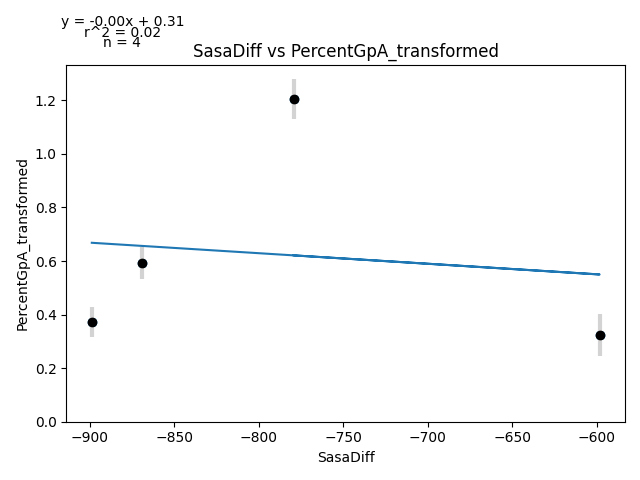 y = -0.00x + 0.31
r^2 = 0.02
n = 4
SasaDiff vs PercentGpA_transformed
PercentGpA_transformed
1.2
1.0
0.8
0.6
0.4
0.2
0.0
−900
−850
−800
−750
−700
−650
−600
SasaDiff